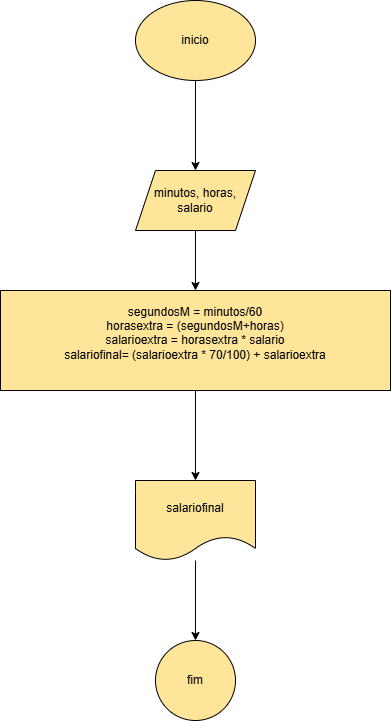 inicio
minutos, horas,
salario
segundosM = minutos/60
horasextra = (segundosM+horas)
salarioextra = horasextra * salario
salariofinal= (salarioextra * 70/100) + salarioextra
salariofinal
fim